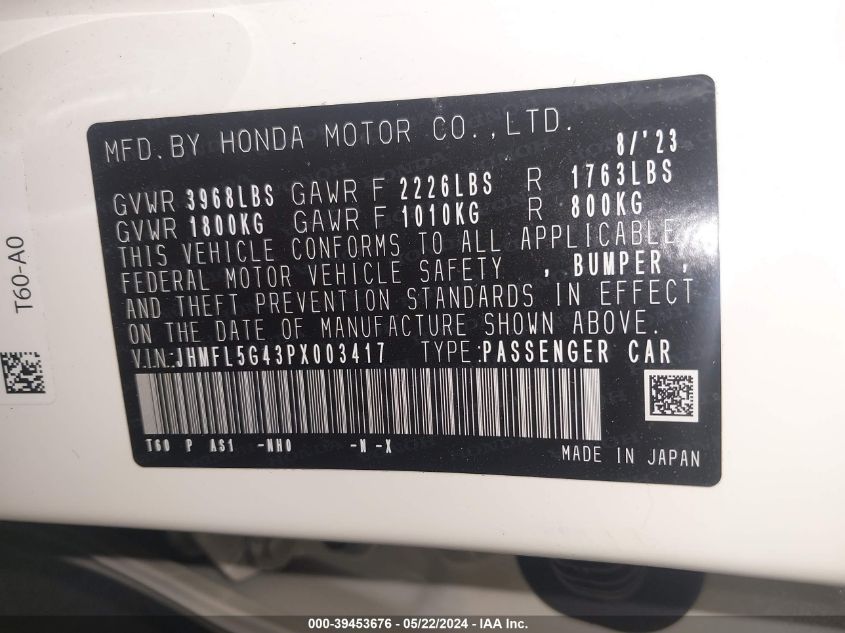 T60-A0
MFD. BY HONDA MOTOR CO.,LTD. 8/'23
GVWR 3968LBS GAWR F 2226LBS R 1763LBS
GVWR 1800KG GAWR F 1010KG R 800KG
THIS VEHICLE CONFORMS TO ALL APPLICABLE
FEDERAL MOTOR VEHICLE SAFETY , BUMPER ,
AND THEFT PREVENTION STANDARDS IN EFFECT
ON THE DATE OF MANUFACTURE SHOWN ABOVE.
V.I.N.:JHMFL5G43PX003417 TYPE:PASSENGER CAR
T60 P AS1 -NH0 -N -X
MADE IN JAPAN
000-39453676 / 05/22/2024 - IAA Inc.